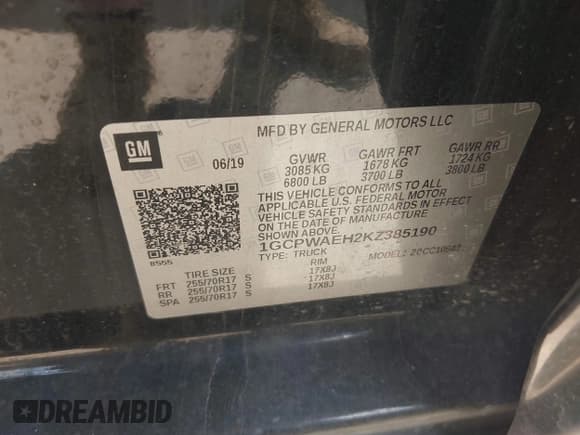 MFD BY GENERAL MOTORS LLC
GM
06/19
GVWR GAWR FRT GAWR RR
3085 KG 1678 KG 1724 KG
6800 LB 3700 LB 3800 LB
THIS VEHICLE CONFORMS TO ALL
APPLICABLE U.S. FEDERAL MOTOR
VEHICLE SAFETY STANDARDS IN EFFECT
ON THE DATE OF MANUFACTURE
SHOWN ABOVE.
1GCPWAEH2KZ385190
TYPE: TRUCK MODEL:
8555
TIRE SIZE RIM
FRT 255/70R17 S 17X8J
RR 255/70R17 S 17X8J
SPA 255/70R17 S 17X8J
DREAMBID